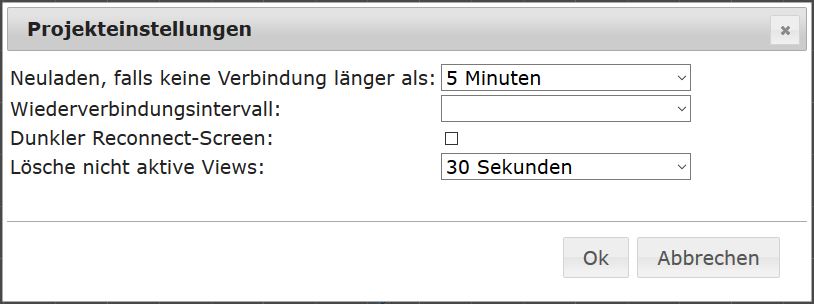 Projekteinstellungen
Neuladen, falls keine Verbindung länger als: 5 Minuten
Wiederverbindungsintervall:
Dunkler Reconnect-Screen:
Lösche nicht aktive Views: 30 Sekunden
Ok Abbrechen